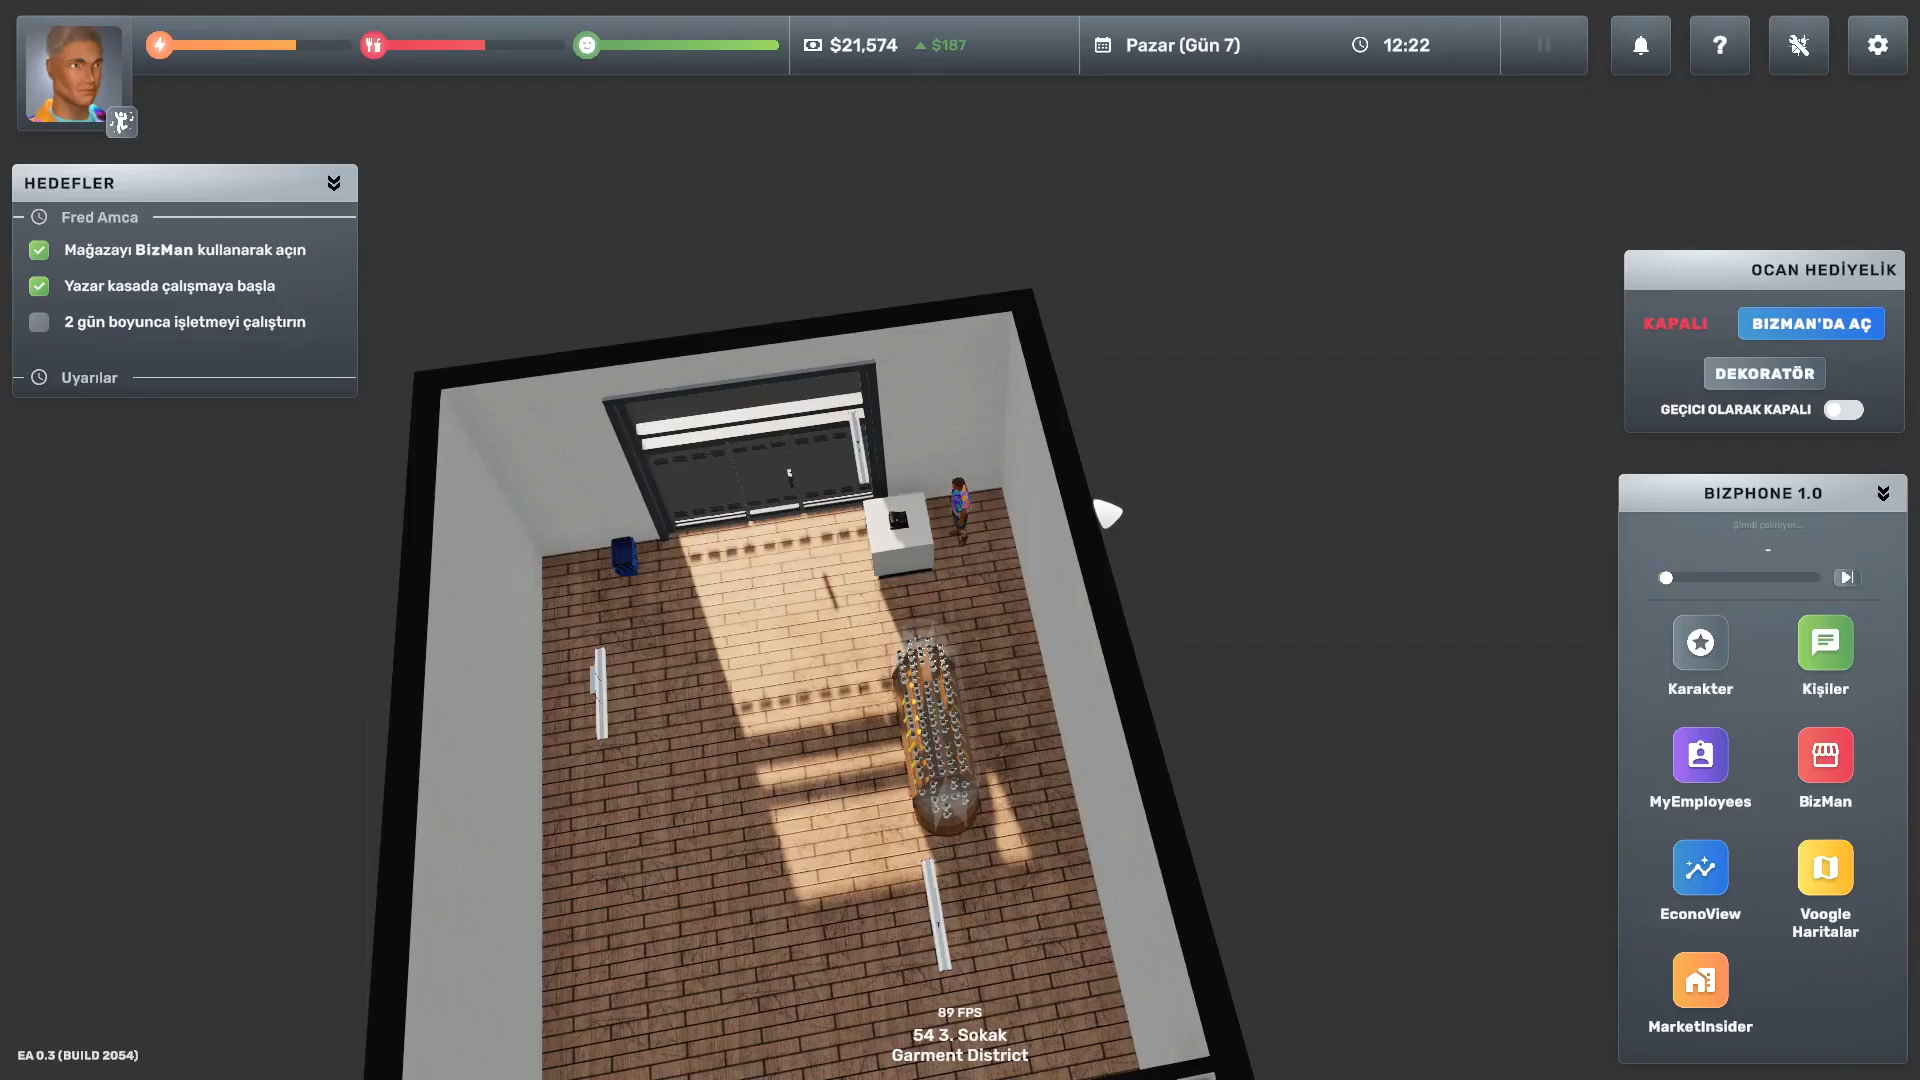 $21,574
$187
Pazar (Gün 7)
12:22
?
HEDEFLER
Fred Amca
Mağazayı BizMan kullanarak açın
Yazar kasada çalışmaya başla
2 gün boyunca işletmeyi çalıştırın
Uyarılar
OCAN HEDİYELİK
KAPALI
BIZMAN'DA AÇ
DEKORATÖR
GEÇICI OLARAK KAPALI
BIZPHONE 1.0
Şimdi çalınıyor...
-
Karakter
Kişiler
MyEmployees
BizMan
EconoView
Voogle
Haritalar
MarketInsider
89 FPS
54 3. Sokak
Garment District
EA 0.3 (BUILD 2054)